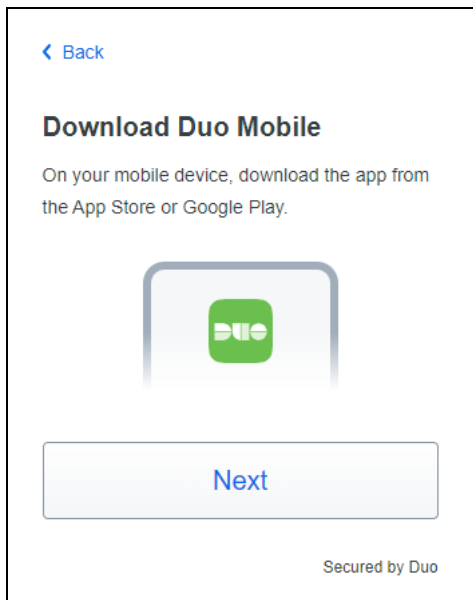 Back
Download Duo Mobile
On your mobile device, download the app from
the App Store or Google Play.
DUO
Next
Secured by Duo